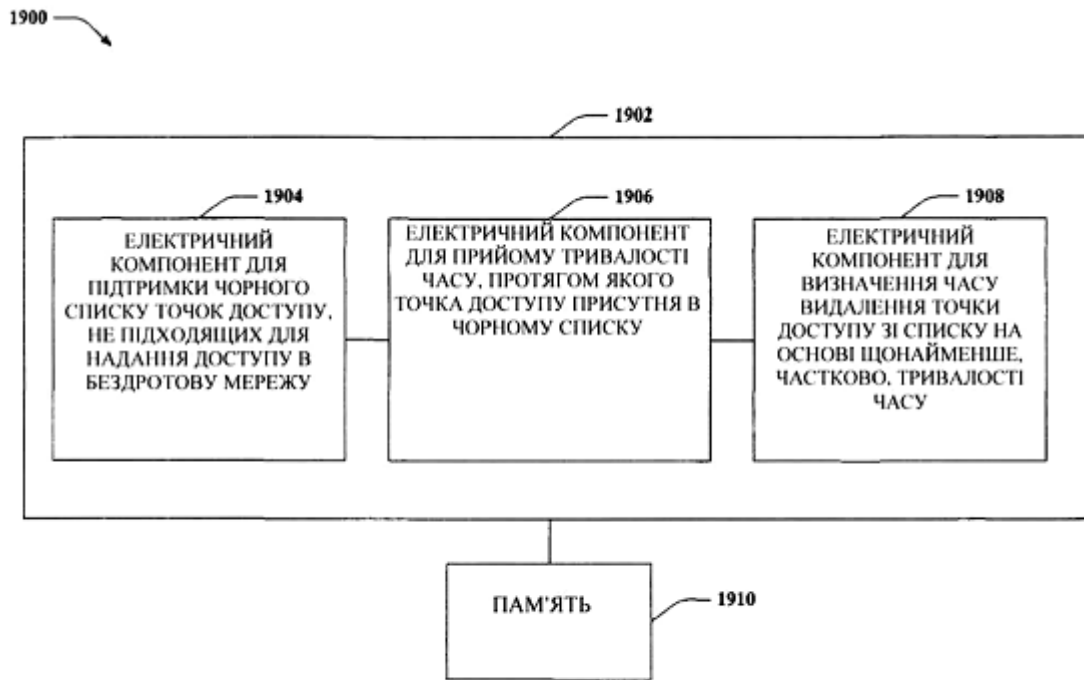 1900
1902
1904
ЕЛЕКТРИЧНИЙ
КОМПОНЕНТ ДЛЯ
ПІДТРИМКИ ЧОРНОГО
СПИСКУ ТОЧОК ДОСТУПУ,
НЕ ПІДХОДЯЩИХ ДЛЯ
НАДАННЯ ДОСТУПУ В
БЕЗДРОТОВУ МЕРЕЖУ
1906
ЕЛЕКТРИЧНИЙ КОМПОНЕНТ
ДЛЯ ПРИЙОМУ ТРИВАЛОСТІ
ЧАСУ, ПРОТЯГОМ ЯКОГО
ТОЧКА ДОСТУПУ ПРИСУТНЯ В
ЧОРНОМУ СПИСКУ
1908
ЕЛЕКТРИЧНИЙ
КОМПОНЕНТ ДЛЯ
ВИЗНАЧЕННЯ ЧАСУ
ВИДАЛЕННЯ ТОЧКИ
ДОСТУПУ ЗІ СПИСКУ НА
ОСНОВІ ЩОНАЙМЕНШЕ,
ЧАСТКОВО, ТРИВАЛОСТІ
ЧАСУ
ПАМ'ЯТЬ
1910